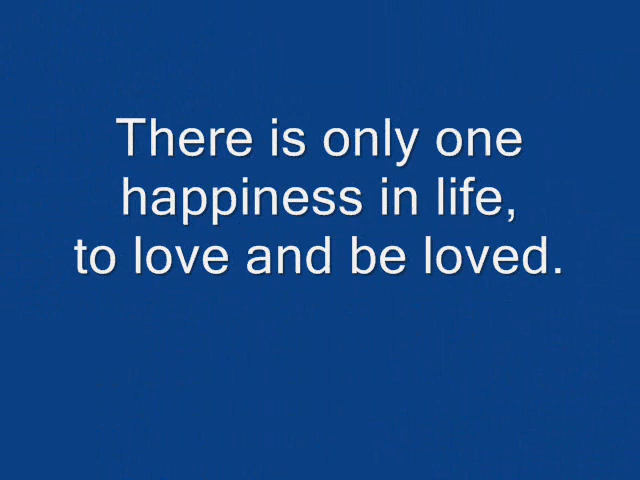 There is only one
happiness in life,
to love and be loved.